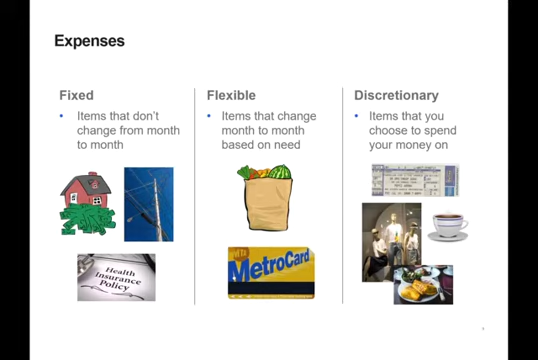 Expenses
Fixed
• Items that don't
change from month
to month
Flexible
• Items that change
month to month
based on need
Discretionary
• Items that you
choose to spend
your money on
Health
Insurance
Policy
MTA
MetroCard